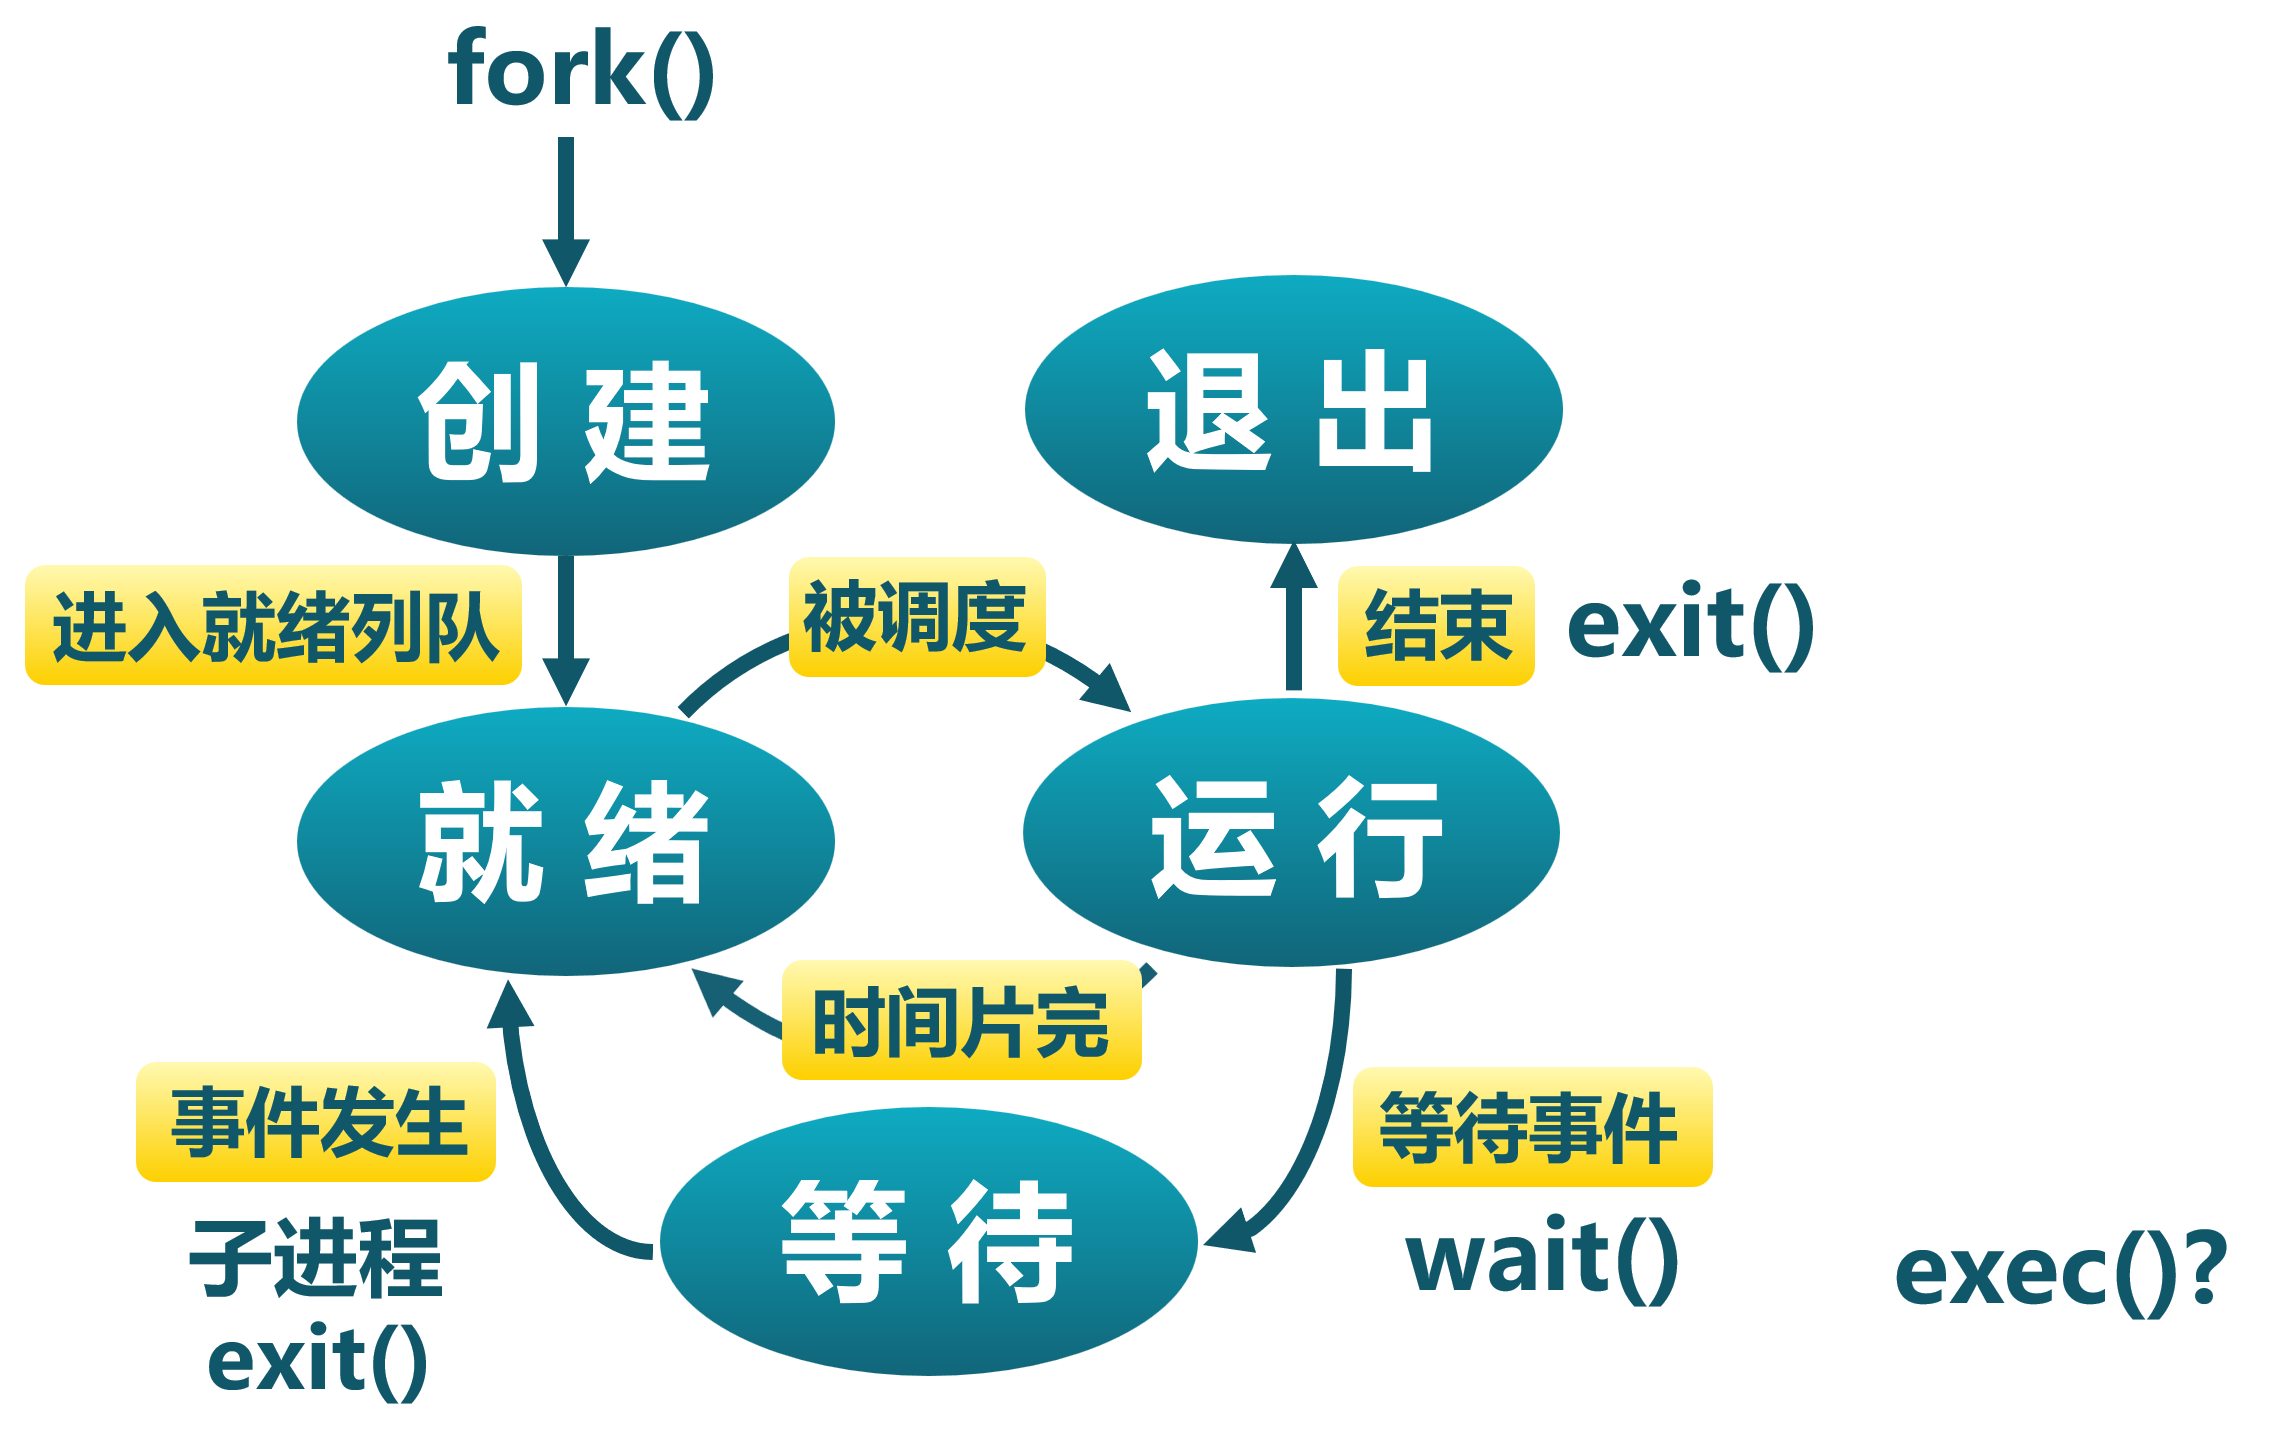 fork()
创 建
退 出
进入就绪列队
被调度
结束
exit()
就 绪
运 行
时间片完
事件发生
等待事件
等 待
子进程
exit()
wait()
exec()?